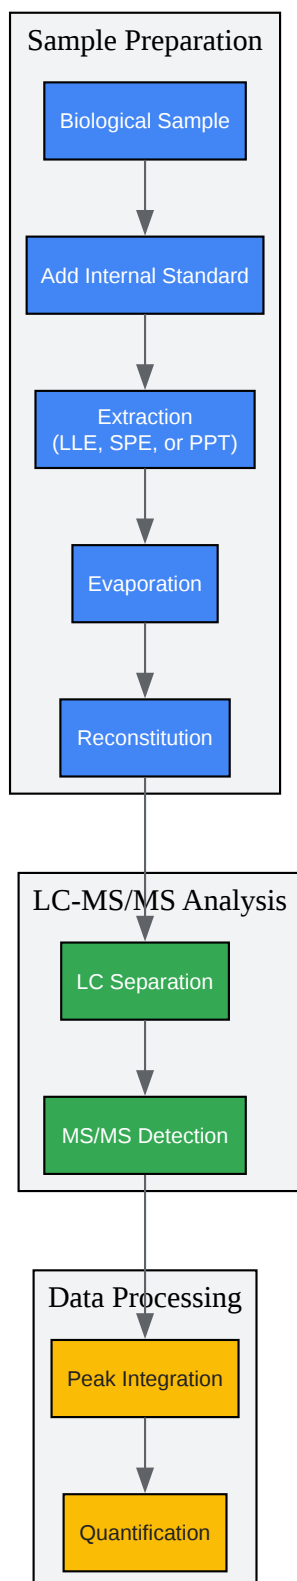 Sample Preparation
Biological Sample
Add Internal Standard
Extraction
(LLE, SPE, or PPT)
Evaporation
Reconstitution
LC-MS/MS Analysis
LC Separation
MS/MS Detection
Data Processing
Peak Integration
Quantification